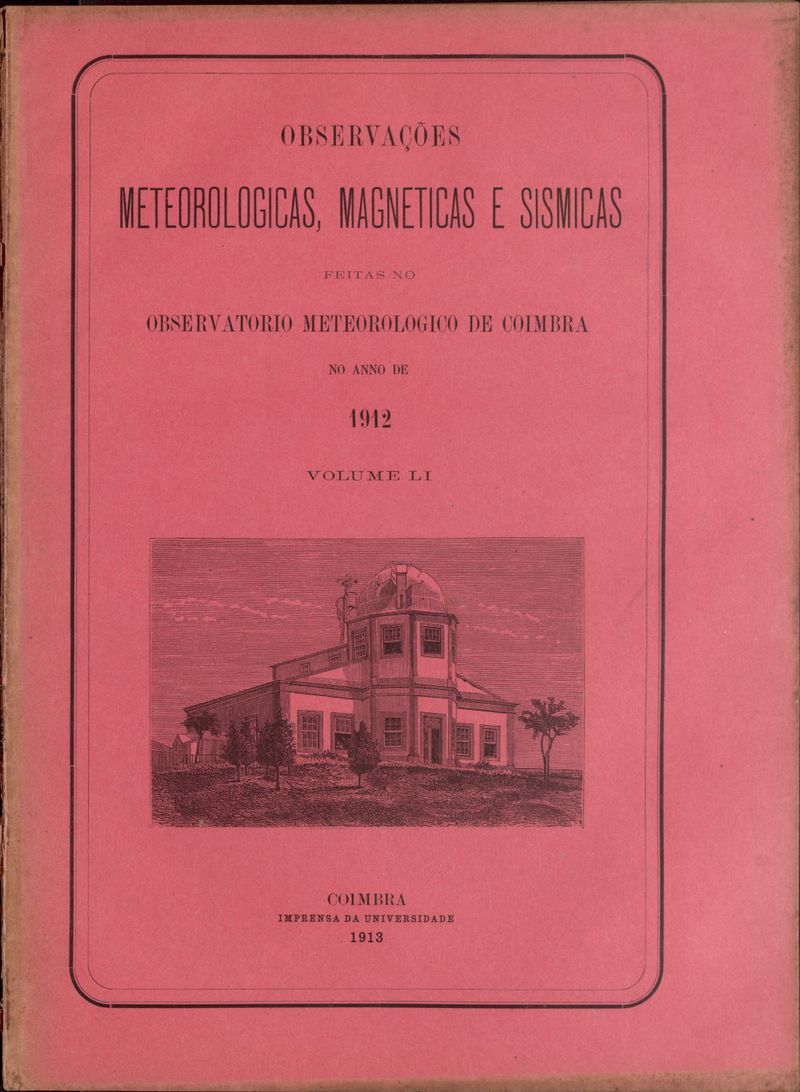 OBSERVAÇÕES
METEOROLOGICAS, MAGNETICAS E SISMICAS
FEITAS NO
OBSERVATORIO METEOROLOGICO DE COIMBRA
NO ANNO DE
1912
VOLUME LI
COIMBRA
IMPRENSA DA UNIVERSIDADE
1913